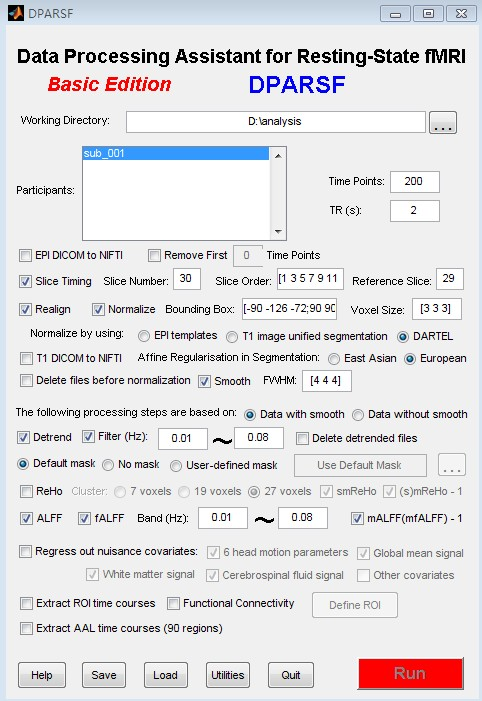 DPARSF
Data Processing Assistant for Resting-State fMRI
Basic Edition DPARSF
Working Directory: D:\analysis ...
Participants: sub_001
Time Points: 200
TR (s): 2
EPI DICOM to NIFTI Remove First 0 Time Points
Slice Timing Slice Number: 30 Slice Order: [1 3 5 7 9 11 Reference Slice: 29
Realign Normalize Bounding Box: [-90 -126 -72;90 90 Voxel Size: [3 3 3]
Normalize by using: EPI templates T1 image unified segmentation DARTEL
T1 DICOM to NIFTI Affine Regularisation in Segmentation: East Asian European
Delete files before normalization Smooth FWHM: [4 4 4]
The following processing steps are based on: Data with smooth Data without smooth
Detrend Filter (Hz): 0.01 ~ 0.08 Delete detrended files
Default mask No mask User-defined mask Use Default Mask ...
ReHo Cluster: 7 voxels 19 voxels 27 voxels smReHo (s)mReHo - 1
ALFF fALFF Band (Hz): 0.01 ~ 0.08 mALFF(mfALFF) - 1
Regress out nuisance covariates: 6 head motion parameters Global mean signal
White matter signal Cerebrospinal fluid signal Other covariates
Extract ROI time courses Functional Connectivity Define ROI
Extract AAL time courses (90 regions)
Help Save Load Utilities Quit Run